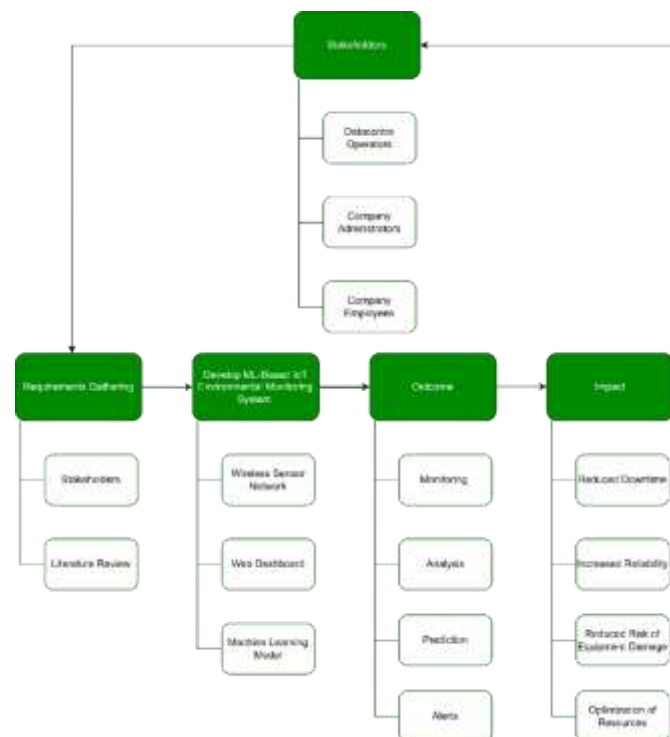 Stakeholders
Datacentre
Operators
Company
Administrators
Company
Employees
Requirements Gathering
Develop ML-Based IoT
Environmental Monitoring
System
Outcome
Impact
Stakeholders
Wireless Sensor
Network
Monitoring
Reduced Downtime
Literature Review
Web Dashboard
Analysis
Increased Reliability
Machine Learning
Model
Prediction
Reduced Risk of
Equipment Damage
Alerts
Optimization of
Resources